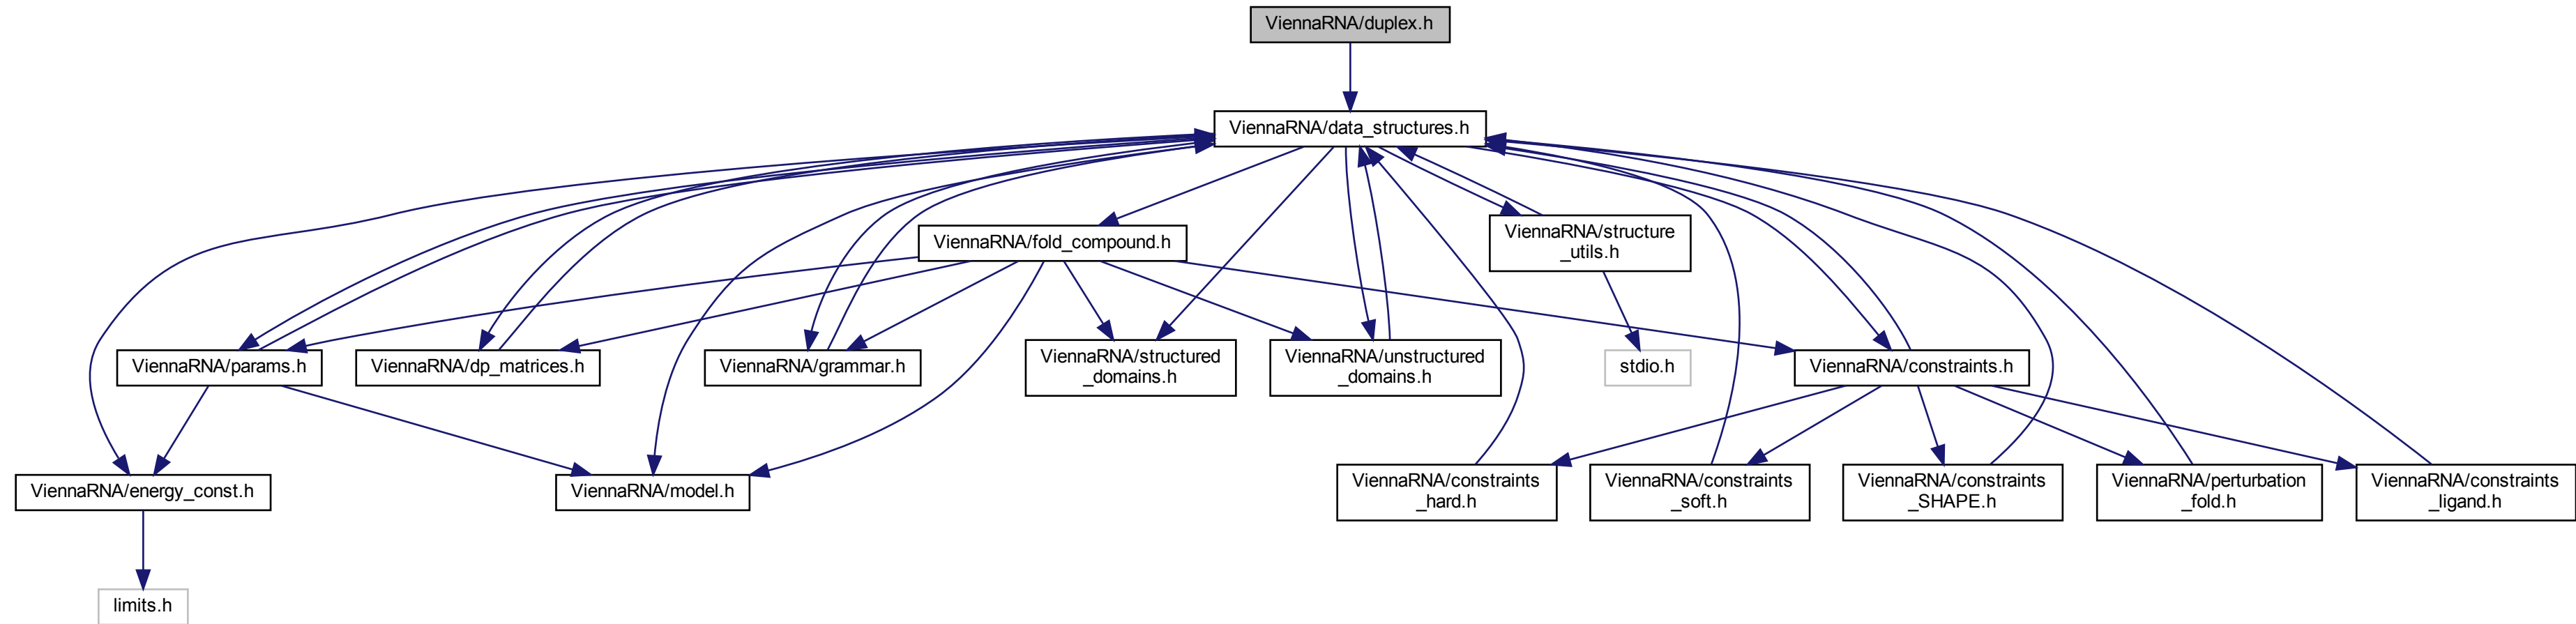 ViennaRNA/duplex.h
ViennaRNA/data_structures.h
ViennaRNA/fold_compound.h
ViennaRNA/structure
_utils.h
ViennaRNA/params.h
ViennaRNA/dp_matrices.h
ViennaRNA/grammar.h
ViennaRNA/structured
_domains.h
ViennaRNA/unstructured
_domains.h
stdio.h
ViennaRNA/constraints.h
ViennaRNA/energy_const.h
ViennaRNA/model.h
ViennaRNA/constraints
_hard.h
ViennaRNA/constraints
_soft.h
ViennaRNA/constraints
_SHAPE.h
ViennaRNA/perturbation
_fold.h
ViennaRNA/constraints
_ligand.h
limits.h